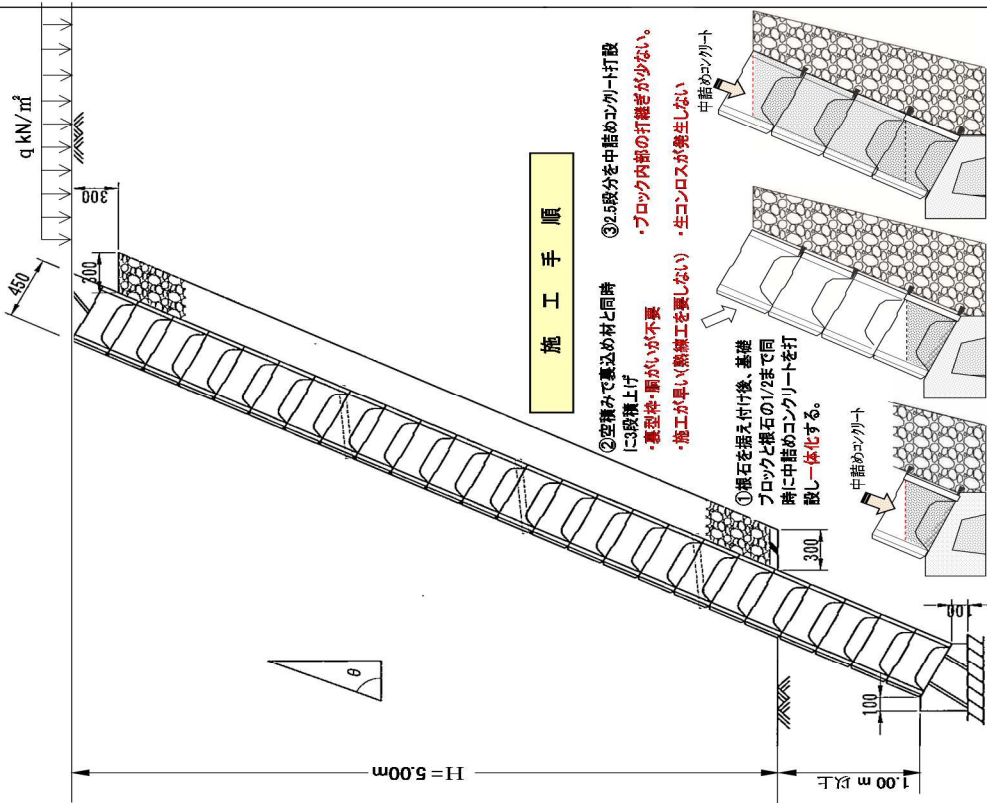 q kN/㎡
450
300
300
施 工 手 順
①根石を据え付け後、基礎
ブロックと根石の1/2まで同
時に中詰めコンクリートを打
設し一体化する。
②空積みで裏込め材と同時
に3段積上げ
・裏型枠・胴がいが不要
・施工が早い(熟練工を要しない)
③2.5段分を中詰めコンクリート打設
・ブロック内部の打継ぎが少ない。
・生コンロスが発生しない
中詰めコンクリート
中詰めコンクリート
300
θ
100
100
H=5.00m
1.00 m 以上